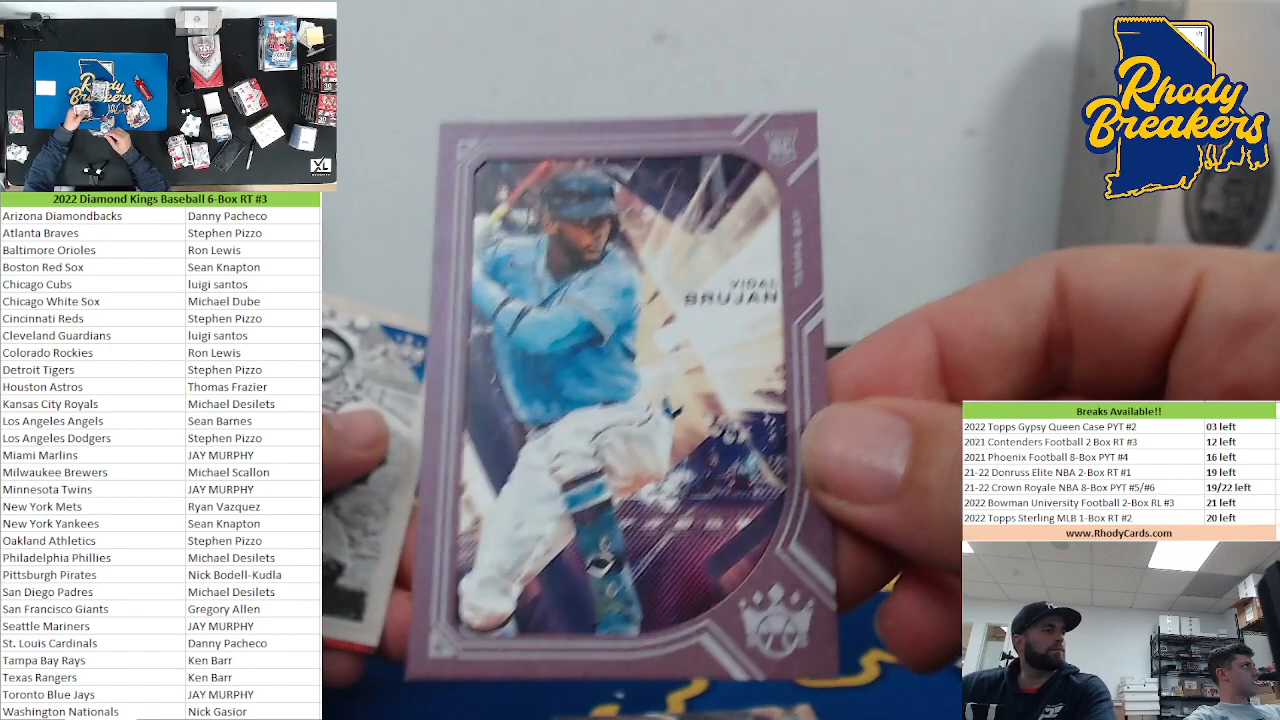 Rhody
Breakers
XL
2022 Diamond Kings Baseball 6-Box RT #3
Arizona Diamondbacks Danny Pacheco
Atlanta Braves Stephen Pizzo
Baltimore Orioles Ron Lewis
Boston Red Sox Sean Knapton
Chicago Cubs luigi santos
Chicago White Sox Michael Dube
Cincinnati Reds Stephen Pizzo
Cleveland Guardians luigi santos
Colorado Rockies Ron Lewis
Detroit Tigers Stephen Pizzo
Houston Astros Thomas Frazier
Kansas City Royals Michael Desilets
Los Angeles Angels Sean Barnes
Los Angeles Dodgers Stephen Pizzo
Miami Marlins JAY MURPHY
Milwaukee Brewers Michael Scallon
Minnesota Twins JAY MURPHY
New York Mets Ryan Vazquez
New York Yankees Sean Knapton
Oakland Athletics Stephen Pizzo
Philadelphia Phillies Michael Desilets
Pittsburgh Pirates Nick Bodell-Kudla
San Diego Padres Michael Desilets
San Francisco Giants Gregory Allen
Seattle Mariners JAY MURPHY
St. Louis Cardinals Danny Pacheco
Tampa Bay Rays Ken Barr
Texas Rangers Ken Barr
Toronto Blue Jays JAY MURPHY
Washington Nationals Nick Gasior
VIDAL
BRUJAN
RC
TAMPA BAY
1/1
Rhody
Breakers
Breaks Available!!
2022 Topps Gypsy Queen Case PYT #2 03 left
2021 Contenders Football 2 Box RT #3 12 left
2021 Phoenix Football 8-Box PYT #4 16 left
21-22 Donruss Elite NBA 2-Box RT #1 19 left
21-22 Crown Royale NBA 8-Box PYT #5/#6 19/22 left
2022 Bowman University Football 2-Box RL #3 21 left
2022 Topps Sterling MLB 1-Box RT #2 20 left
www.RhodyCards.com